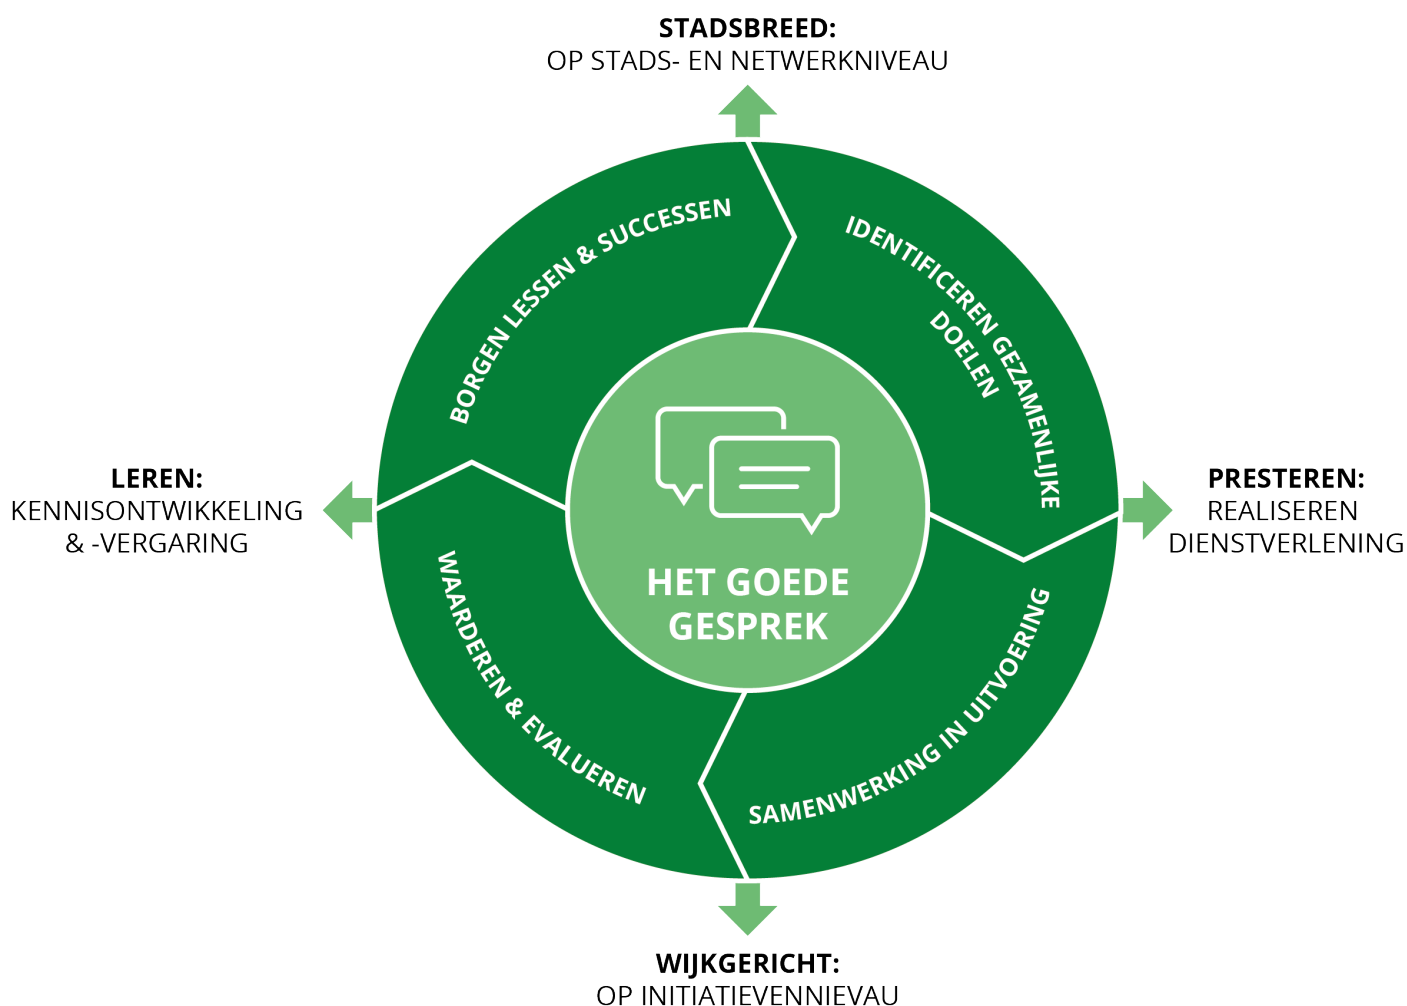 STADSBREED:
OP STADS- EN NETWERKNIVEAU
BORGEN LESSEN & SUCCESSEN
IDENTIFICEREN GEZAMENLIJKE
DOELEN
LEREN:
KENNISONTWIKKELING
& -VERGARING
HET GOEDE
GESPREK
PRESTEREN:
REALISEREN
DIENSTVERLENING
WAARDEREN & EVALUEREN
SAMENWERKING IN UITVOERING
WIJKGERICHT:
OP INITIATIEVENNIEVAU